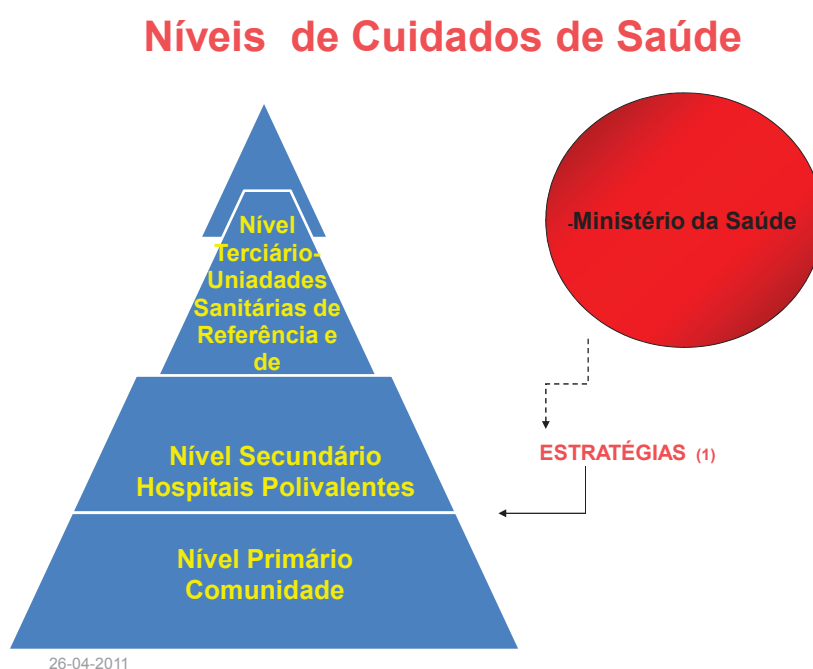 Níveis de Cuidados de Saúde
Nível
Terciário-
Uniadades
Sanitárias de
Referência e
de
-Ministério da Saúde
ESTRATÉGIAS (1)
Nível Secundário
Hospitais Polivalentes
Nível Primário
Comunidade
26-04-2011